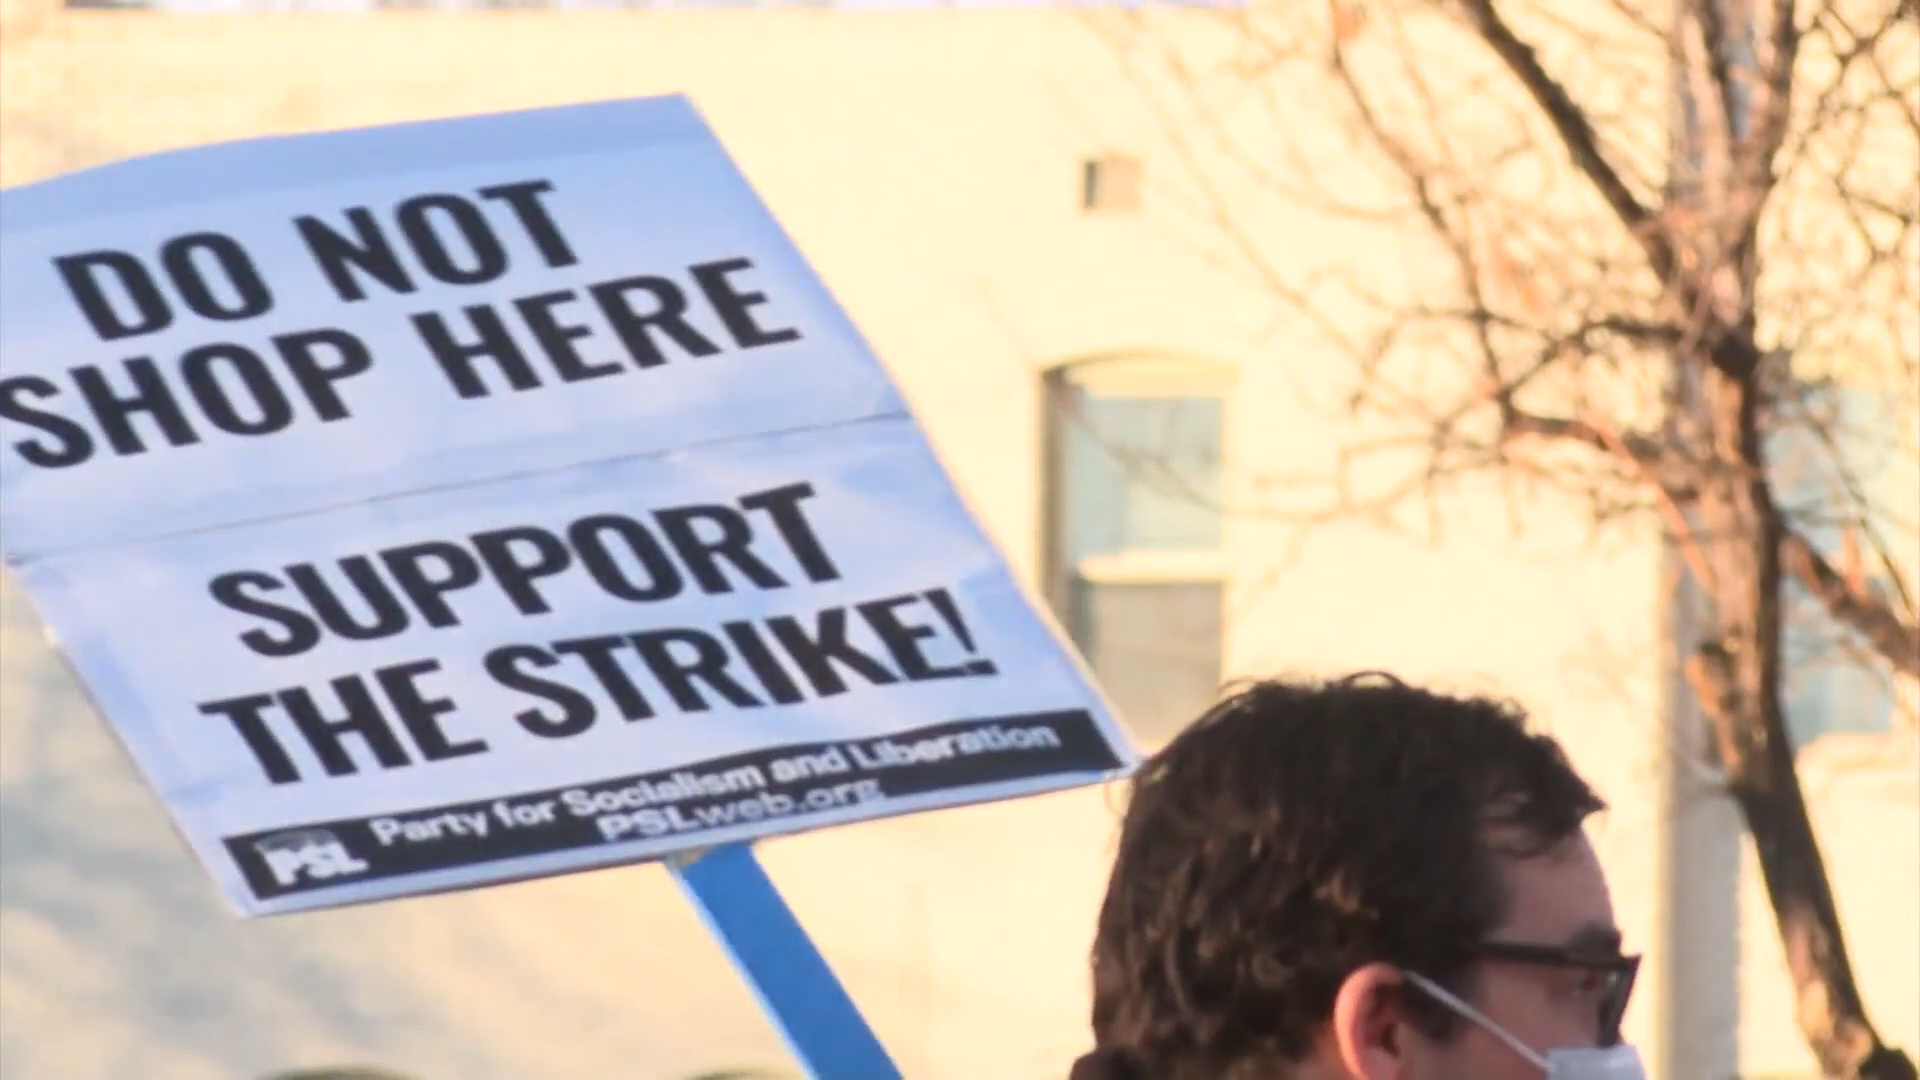 DO NOT
SHOP HERE
SUPPORT
THE STRIKE!
PSL
Party for Socialism and Liberation
PSLweb.org